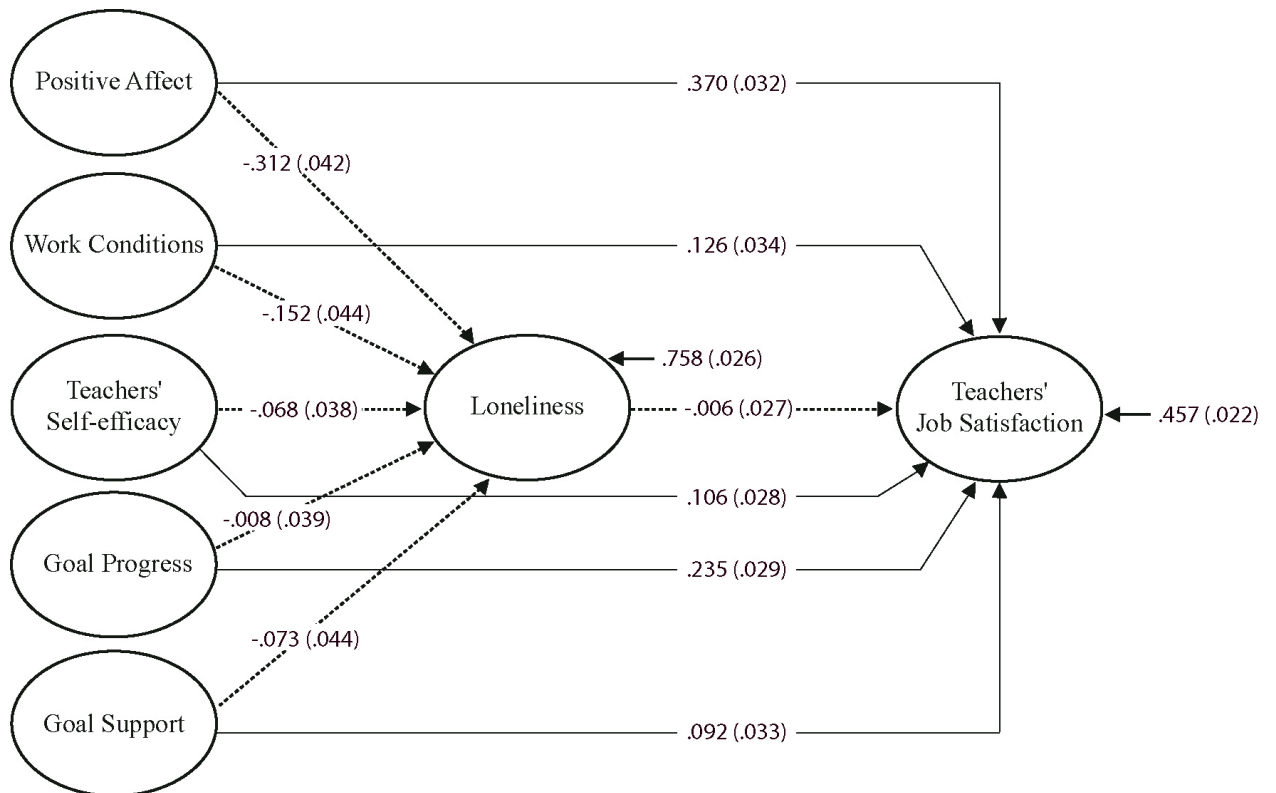 Positive Affect
.370 (.032)
-.312 (.042)
Work Conditions
.126 (.034)
-.152 (.044)
.758 (.026)
Teachers'
Self-efficacy
-.068 (.038)
Loneliness
-.006 (.027)
Teachers'
Job Satisfaction
.457 (.022)
.106 (.028)
-.008 (.039)
Goal Progress
.235 (.029)
-.073 (.044)
Goal Support
.092 (.033)